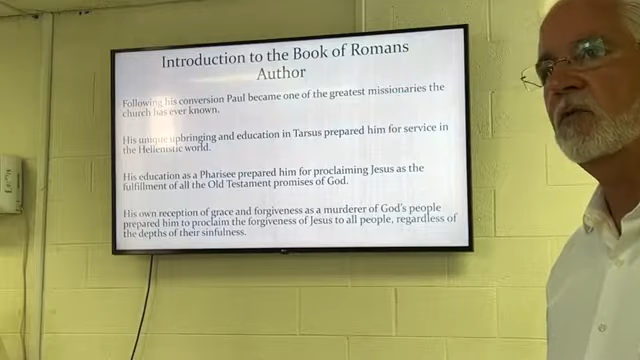 Introduction to the Book of Romans
Author
Following his conversion Paul became one of the greatest missionaries the
church has ever known.
His unique upbringing and education in Tarsus prepared him for service in
the Hellenistic world.
His education as a Pharisee prepared him for proclaiming Jesus as the
fulfillment of all the Old Testament promises of God.
His own reception of grace and forgiveness as a murderer of God's people
prepared him to proclaim the forgiveness of Jesus to all people, regardless of
the depths of their sinfulness.